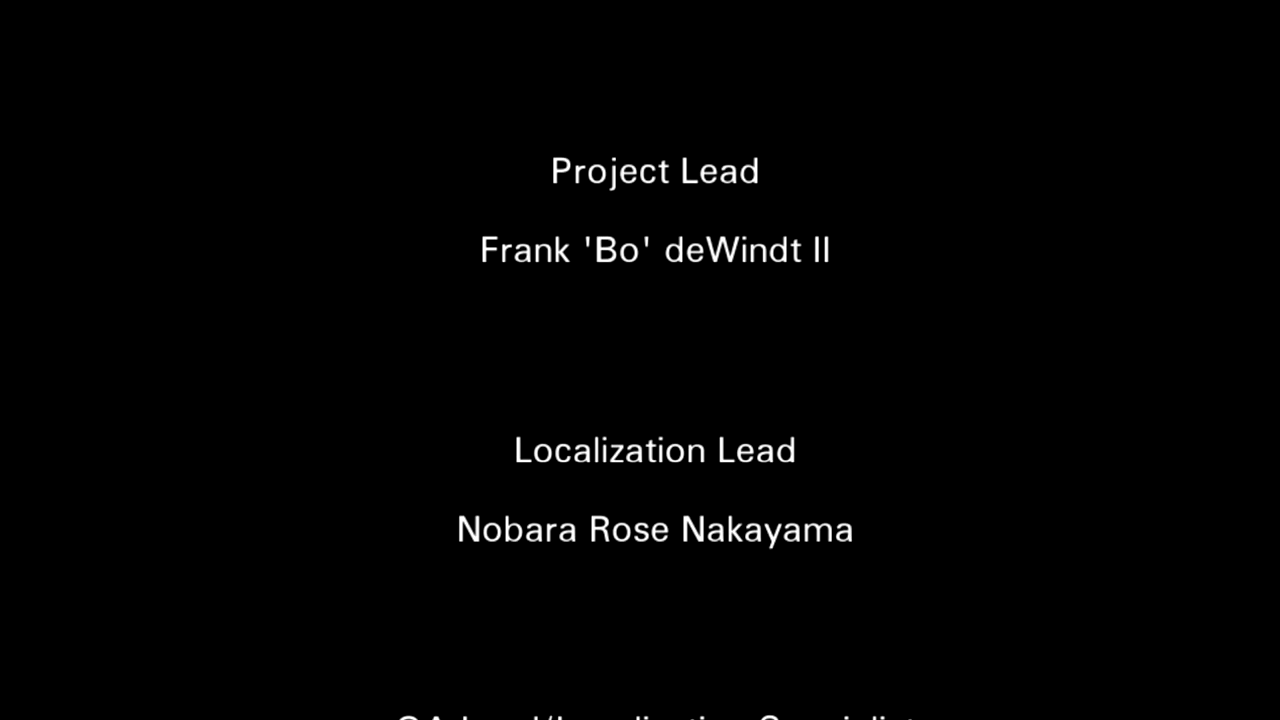 Project Lead
Frank 'Bo' deWindt II
Localization Lead
Nobara Rose Nakayama